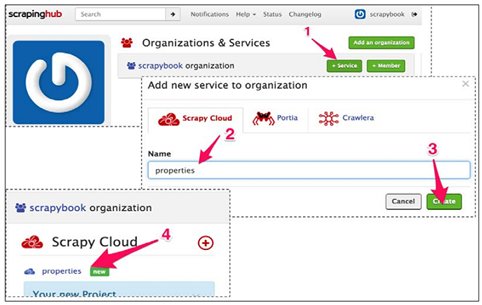 scrapinghub Search Notifications Help Status Changelog scrapybook
Organizations & Services Add an organization
1
scrapybook organization + Service + Member
Add new service to organization ×
Scrapy Cloud Portia Crawlera
2
Name
properties
3
Cancel Create
scrapybook organization
4
Scrapy Cloud
properties new
Your new Project